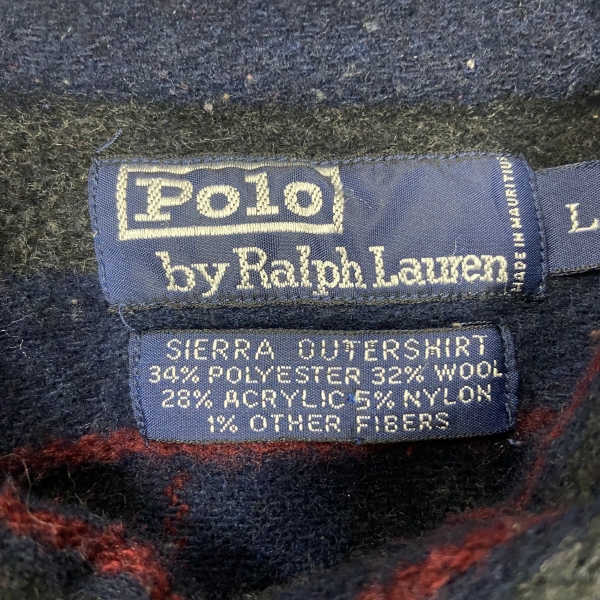 Polo
by Ralph Lauren
MADE IN MAURITIUS
L
SIERRA OUTERSHIRT
34% POLYESTER 32% WOOL
28% ACRYLIC 5% NYLON
1% OTHER FIBERS